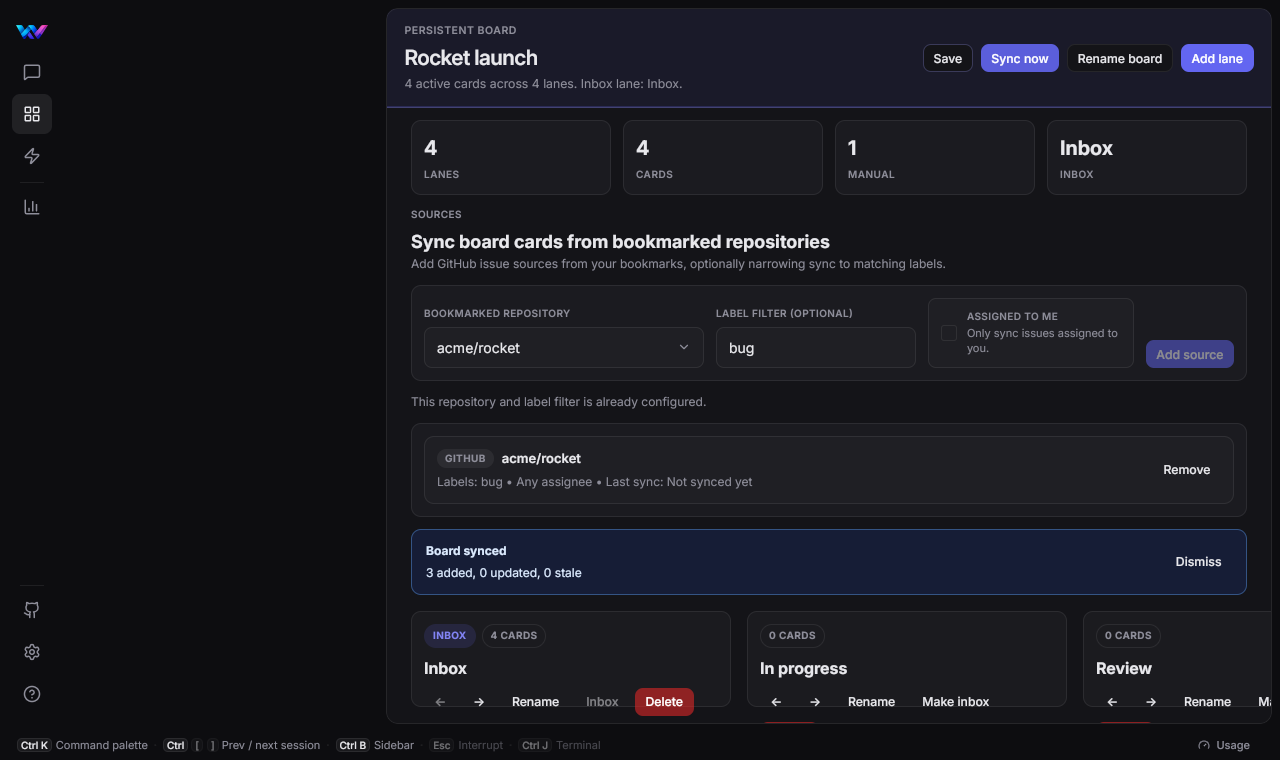 PERSISTENT BOARD
Rocket launch
4 active cards across 4 lanes. Inbox lane: Inbox.
Save Sync now Rename board Add lane
4 4 1 Inbox
LANES CARDS MANUAL INBOX
SOURCES
Sync board cards from bookmarked repositories
Add GitHub issue sources from your bookmarks, optionally narrowing sync to matching labels.
BOOKMARKED REPOSITORY LABEL FILTER (OPTIONAL) ASSIGNED TO ME
acme/rocket bug Only sync issues assigned to
you.
Add source
This repository and label filter is already configured.
GITHUB acme/rocket
Labels: bug • Any assignee • Last sync: Not synced yet
Remove
Board synced
3 added, 0 updated, 0 stale
Dismiss
INBOX 4 CARDS 0 CARDS 0 CARDS
Inbox In progress Review
← → Rename Inbox Delete ← → Rename Make inbox ← → Rename
Ctrl K Command palette · Ctrl [ ] Prev / next session · Ctrl B Sidebar · Esc Interrupt · Ctrl J Terminal Usage